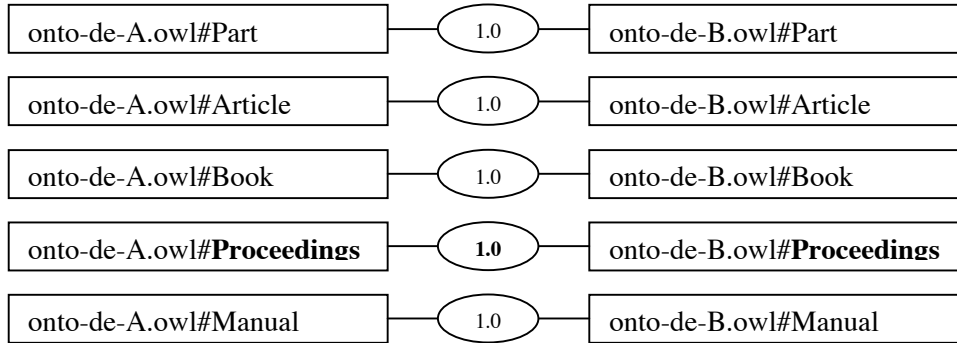 onto-de-A.owl#Part 1.0 onto-de-B.owl#Part
onto-de-A.owl#Article 1.0 onto-de-B.owl#Article
onto-de-A.owl#Book 1.0 onto-de-B.owl#Book
onto-de-A.owl#Proceedings 1.0 onto-de-B.owl#Proceedings
onto-de-A.owl#Manual 1.0 onto-de-B.owl#Manual